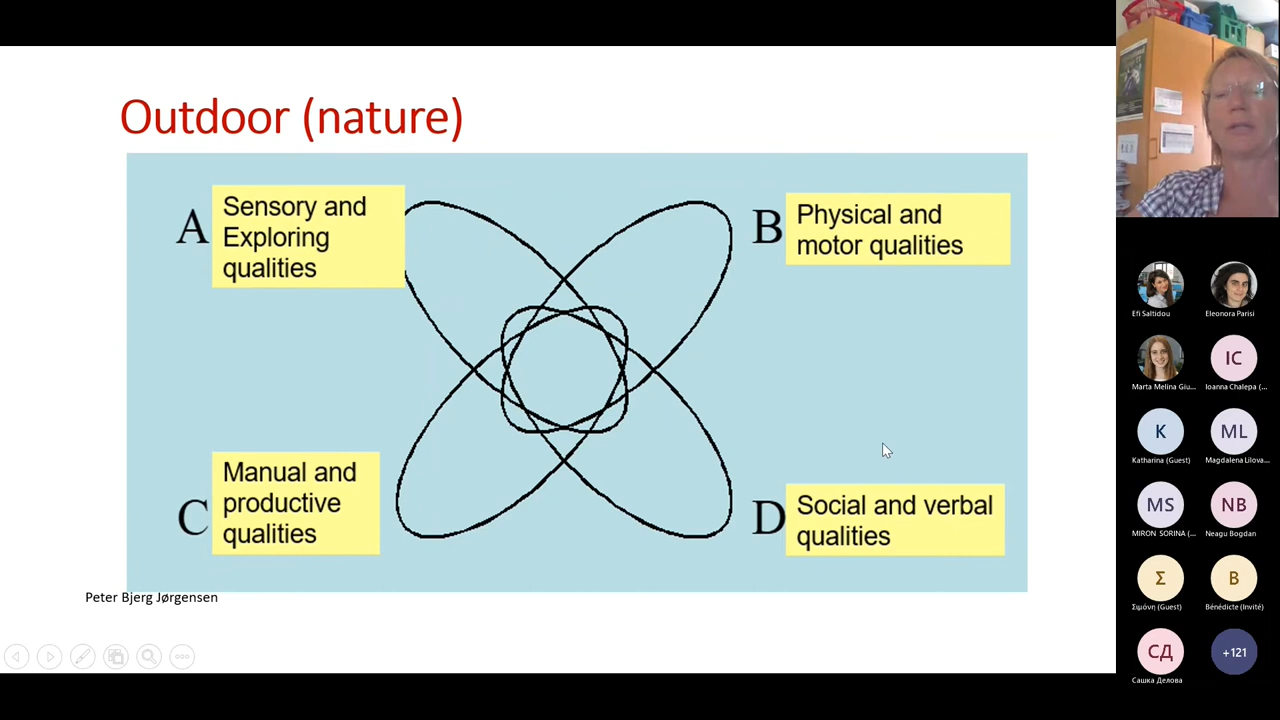 Outdoor (nature)
A
Sensory and
Exploring
qualities
B
Physical and
motor qualities
C
Manual and
productive
qualities
D
Social and verbal
qualities
Peter Bjerg Jørgensen
Efi Saltidou
Eleonora Parisi
Marta Melina Giu...
IC
Ioanna Chalepa (...
K
Katharina (Guest)
ML
Magdalena Lilova...
MS
MIRON SORINA (...
NB
Neagu Bogdan
Σ
Σιμόνη (Guest)
B
Bénédicte (Invité)
СД
Сашка Делова
+121